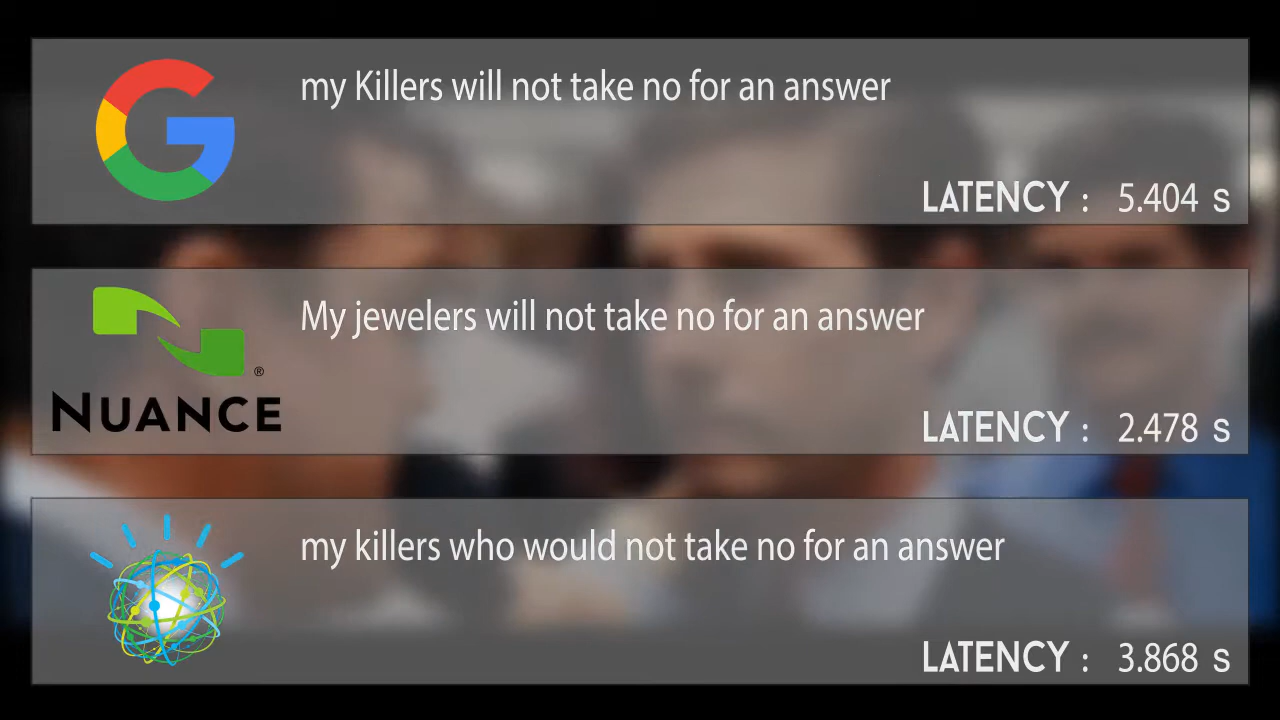 my Killers will not take no for an answer
LATENCY : 5.404 s
My jewelers will not take no for an answer
NUANCE ®
LATENCY : 2.478 s
my killers who would not take no for an answer
LATENCY : 3.868 s